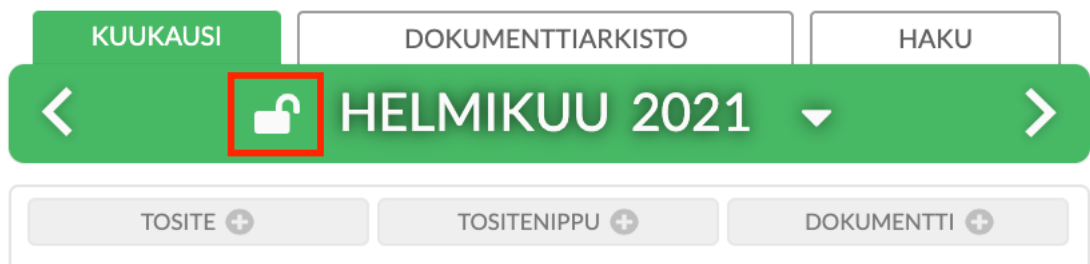 KUUKAUSI DOKUMENTTIARKISTO HAKU
HELMIKUU 2021
TOSITE TOSITENIPPU DOKUMENTTI